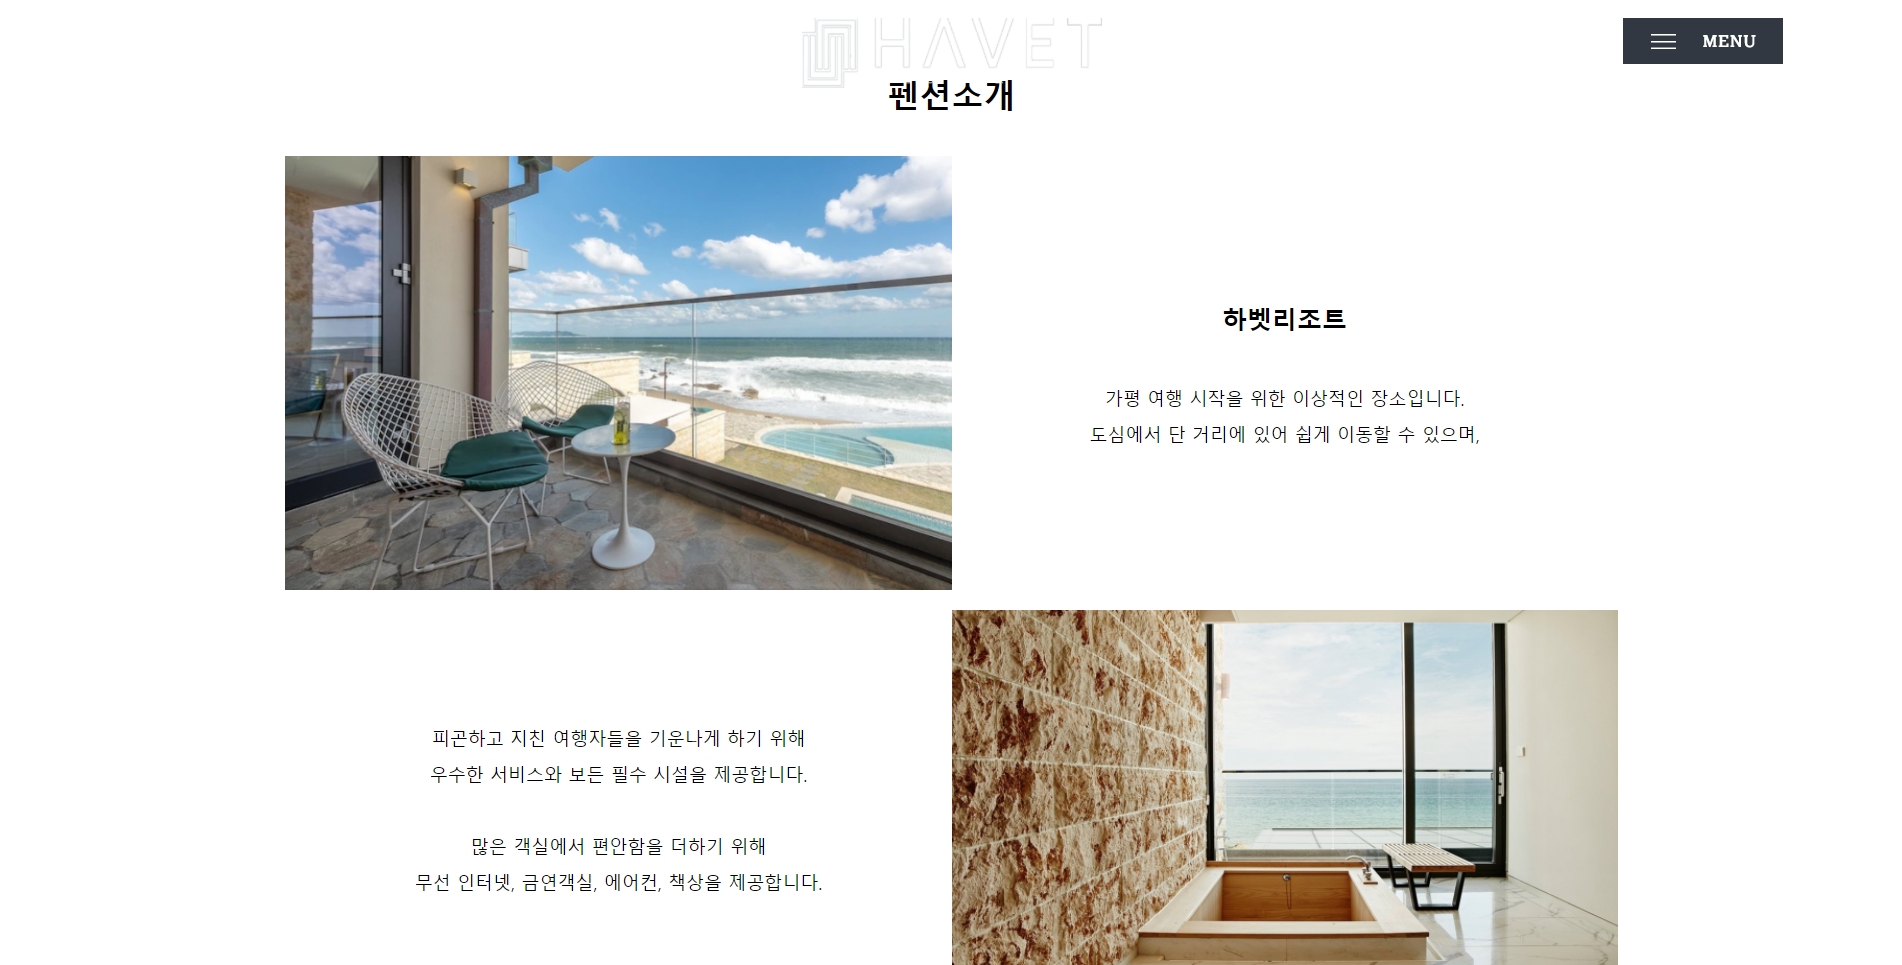 HAVET
MENU
펜션소개
하벳리조트
가평 여행 시작을 위한 이상적인 장소입니다.
도심에서 단 거리에 있어 쉽게 이동할 수 있으며,
피곤하고 지친 여행자들을 기운나게 하기 위해
우수한 서비스와 보든 필수 시설을 제공합니다.
많은 객실에서 편안함을 더하기 위해
무선 인터넷, 금연객실, 에어컨, 책상을 제공합니다.